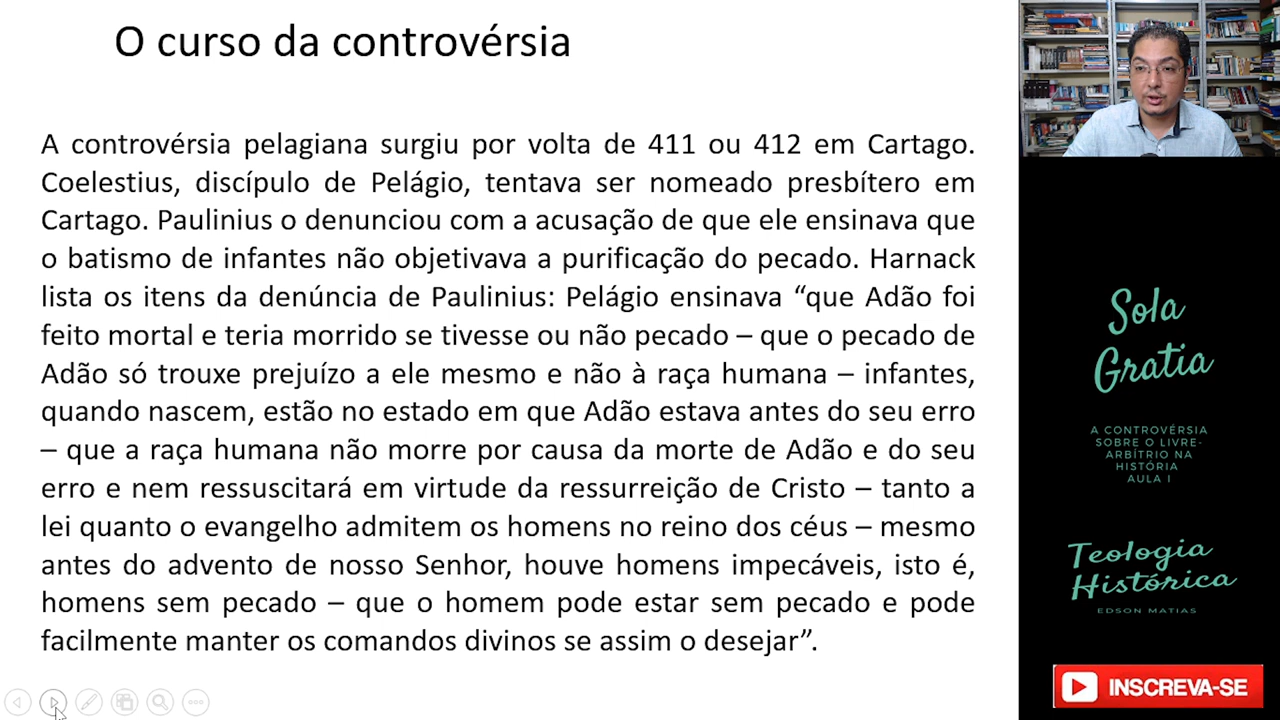 O curso da controvérsia
A controvérsia pelagiana surgiu por volta de 411 ou 412 em Cartago.
Coelestius, discípulo de Pelágio, tentava ser nomeado presbítero em
Cartago. Paulinius o denunciou com a acusação de que ele ensinava que
o batismo de infantes não objetivava a purificação do pecado. Harnack
lista os itens da denúncia de Paulinius: Pelágio ensinava “que Adão foi
feito mortal e teria morrido se tivesse ou não pecado – que o pecado de
Adão só trouxe prejuízo a ele mesmo e não à raça humana – infantes,
quando nascem, estão no estado em que Adão estava antes do seu erro
– que a raça humana não morre por causa da morte de Adão e do seu
erro e nem ressuscitará em virtude da ressurreição de Cristo – tanto a
lei quanto o evangelho admitem os homens no reino dos céus – mesmo
antes do advento de nosso Senhor, houve homens impecáveis, isto é,
homens sem pecado – que o homem pode estar sem pecado e pode
facilmente manter os comandos divinos se assim o desejar”.
Sola
Gratia
A CONTROVÉRSIA
SOBRE O LIVRE-
ARBÍTRIO NA
HISTÓRIA
AULA I
Teologia
Histórica
EDSON MATIAS
INSCREVA-SE